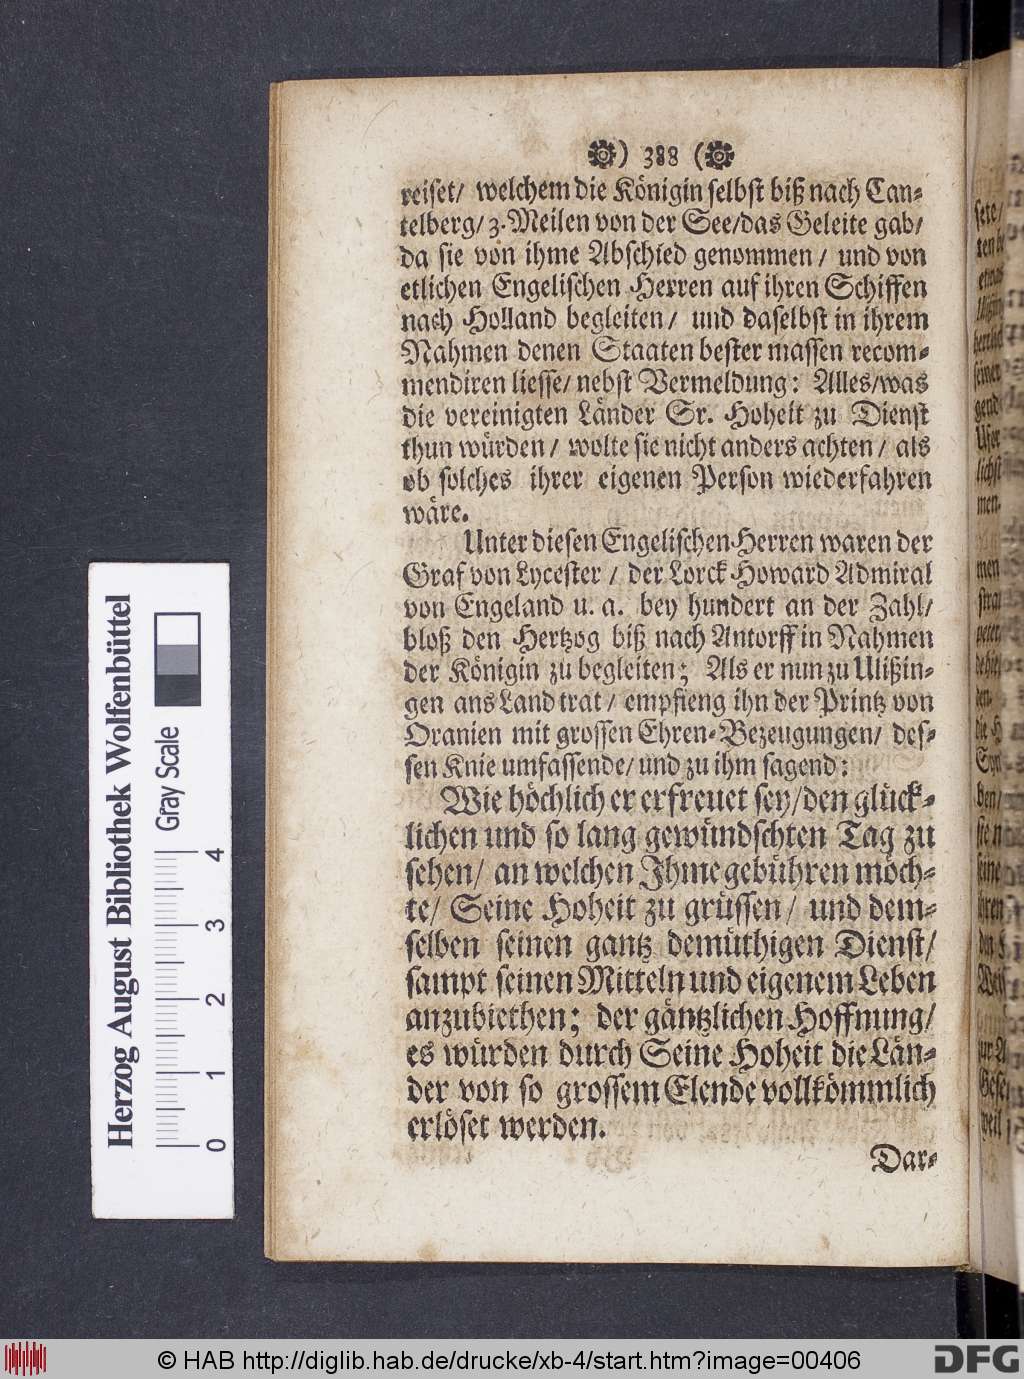 ❁) 388 (❁
reiset/ welchem die Königin selbst biß nach Can-
telberg/ 3. Meilen von der See/das Geleite gab/
da sie von ihme Abschied genommen / und von
etlichen Engelischen Herren auf ihren Schiffen
nach Holland begleiten/ und daselbst in ihrem
Nahmen denen Staaten bester massen recom-
mendiren liesse/ nebst Vermeldung: Alles/was
die vereinigten Länder Sr. Hoheit zu Dienst
thun würden / wolte sie nicht anders achten / als
ob solches ihrer eigenen Person wiederfahren
wäre.
Unter diesen Engelischen Herren waren der
Graf von Lycester / der Lorck Howard Admiral
von Engeland u. a. bey hundert an der Zahl/
bloß den Hertzog biß nach Antorff in Nahmen
der Königin zu begleiten; Als er nun zu Ulißin-
gen ans Land trat / empfieng ihn der Printz von
Oranien mit grossen Ehren-Bezeugungen/ des-
sen Knie umfassende/ und zu ihm sagend:
Wie höchlich er erfreuet sey/den glück-
lichen und so lang gewündschten Tag zu
sehen/ an welchen Ihme gebühren möch-
te/ Seine Hoheit zu grüssen/ und dem-
selben seinen gantz demüthigen Dienst/
sampt seinen Mitteln und eigenem Leben
anzubiethen; der gäntzlichen Hoffnung/
es würden durch Seine Hoheit die Län-
der von so grossem Elende vollkömmlich
erlöset werden.
Dar-
Herzog August Bibliothek Wolfenbüttel
Gray Scale
0 1 2 3 4
© HAB http://diglib.hab.de/drucke/xb-4/start.htm?image=00406
DFG